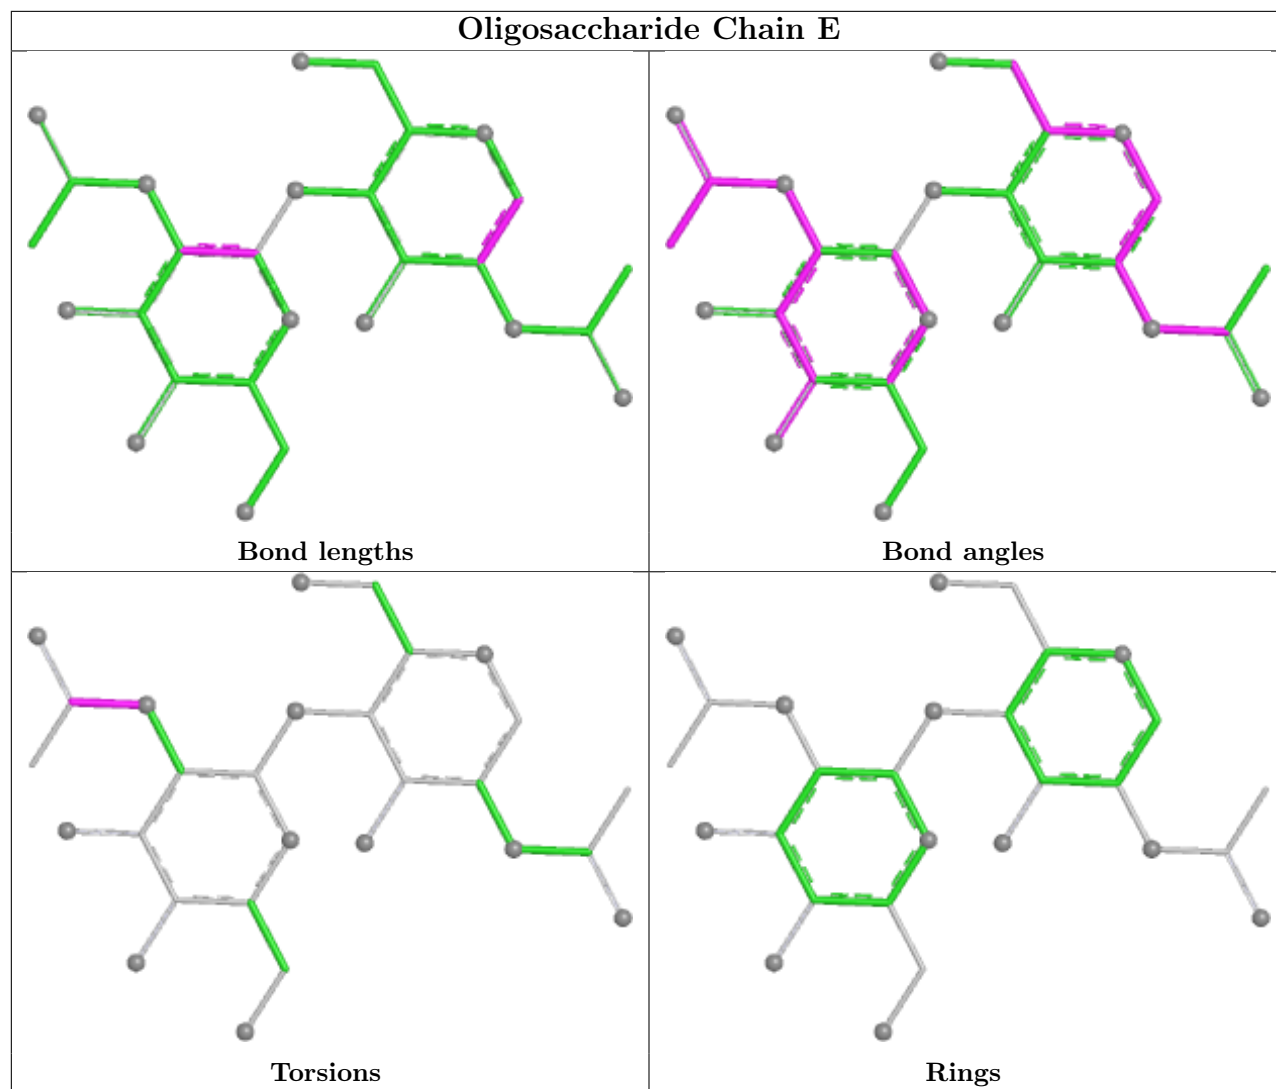 Oligosaccharide Chain E
Bond lengths
Bond angles
Torsions
Rings